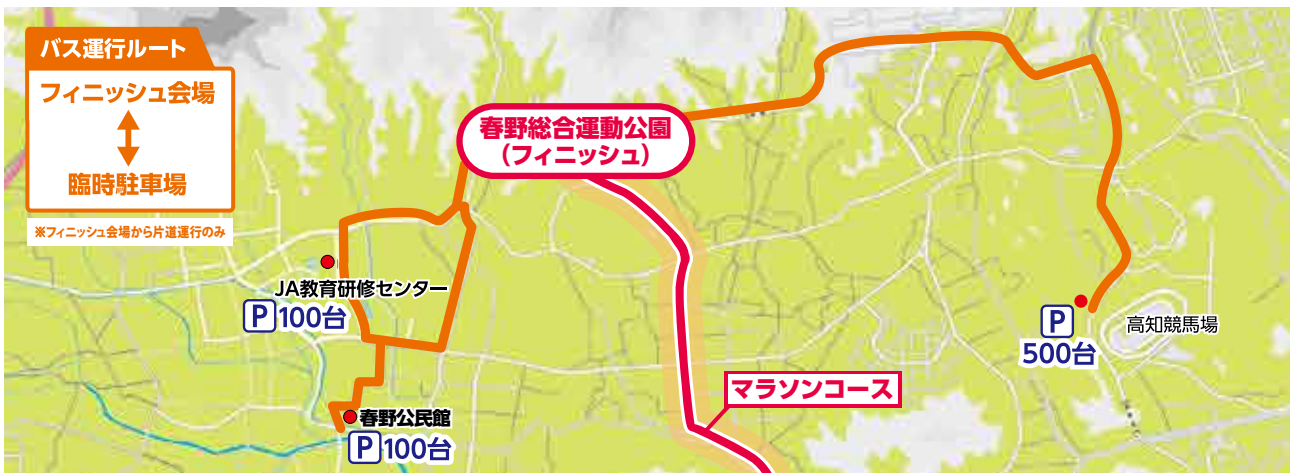 バス運行ルート
フィニッシュ会場
臨時駐車場
※フィニッシュ会場から片道運行のみ
春野総合運動公園
(フィニッシュ)
JA教育研修センター
P 100台
春野公民館
P 100台
マラソンコース
高知競馬場
P
500台